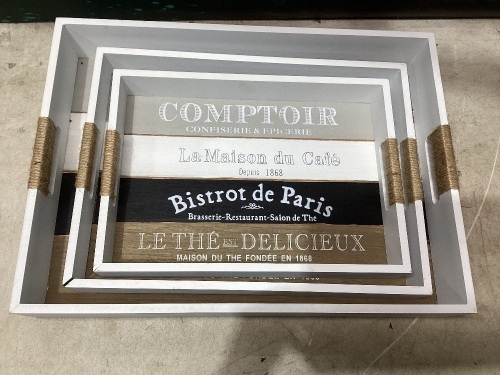 COMPTOIR
CONFISERIE & EPICERIE
La Maison du Café
Depuis 1868
Bistrot de Paris
Brasserie-Restaurant-Salon de Thé
LE THÉ EST DELICIEUX
MAISON DU THE FONDÉE EN 1868